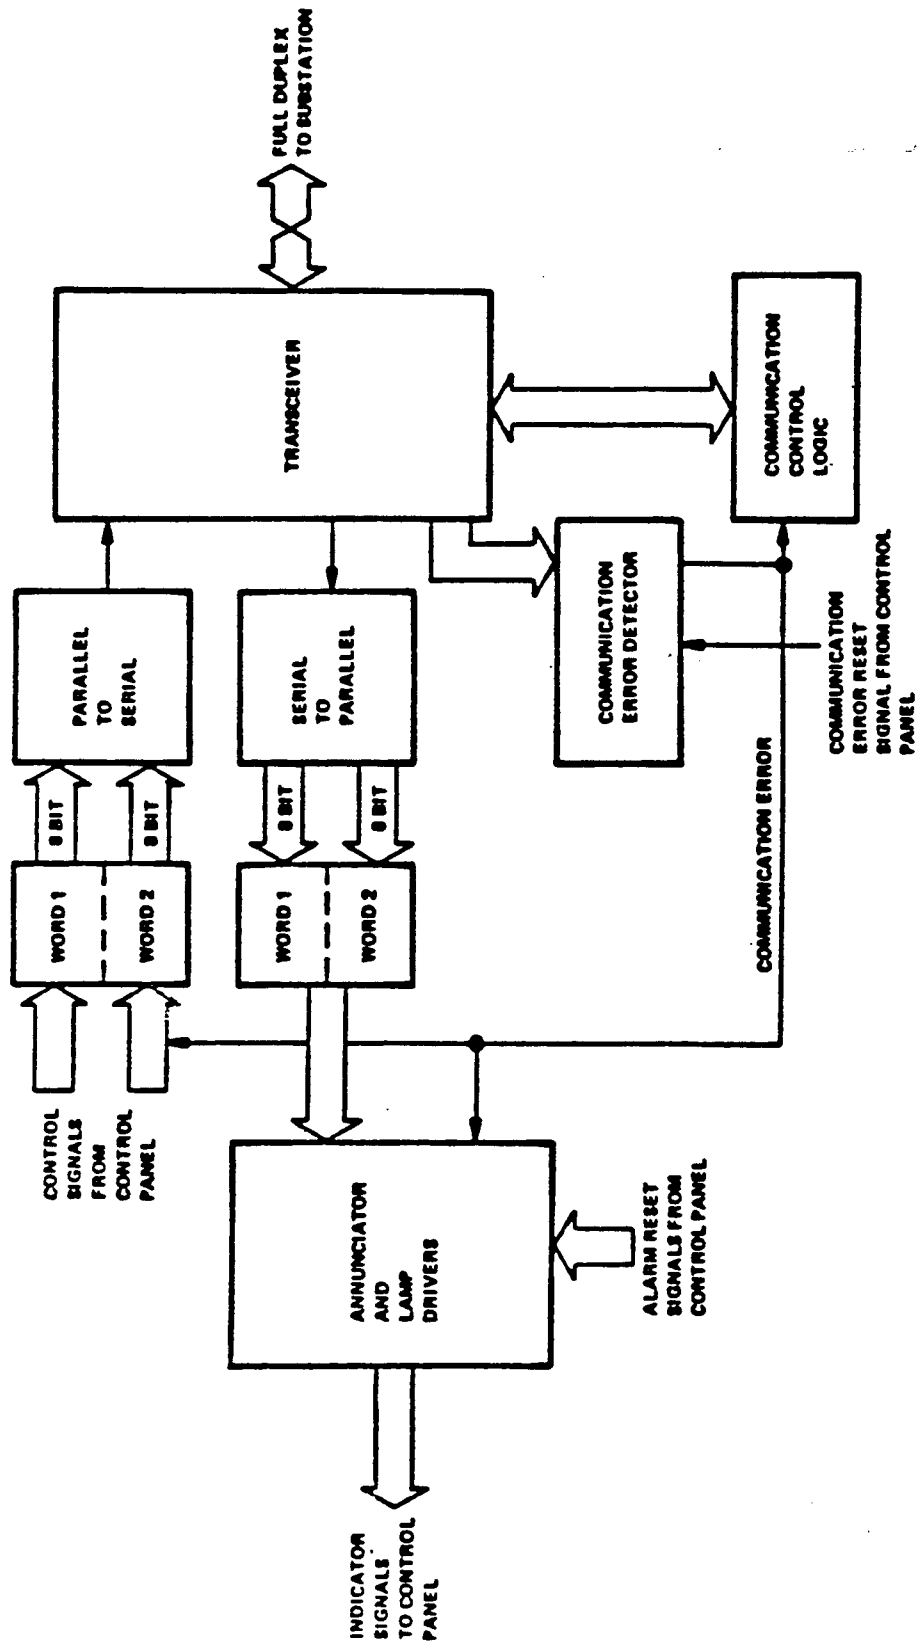 CONTROL
SIGNALS
FROM
CONTROL
PANEL
WORD 1
WORD 2
8 BIT
8 BIT
PARALLEL
TO
SERIAL
TRANSCEIVER
FULL DUPLEX
TO SUBSTATION
WORD 1
WORD 2
8 BIT
8 BIT
SERIAL
TO
PARALLEL
INDICATOR
SIGNALS
TO CONTROL
PANEL
ANNUNCIATOR
AND
LAMP
DRIVERS
ALARM RESET
SIGNALS FROM
CONTROL PANEL
COMMUNICATION
ERROR DETECTOR
COMMUNICATION ERROR
COMMUNICATION
CONTROL
LOGIC
COMMUNICATION
ERROR RESET
SIGNAL FROM CONTROL
PANEL